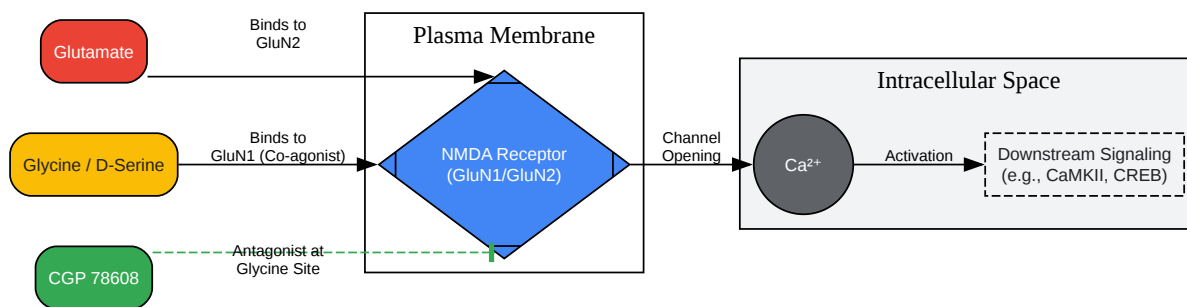 Glutamate
Binds to
GluN2
Plasma Membrane
Intracellular Space
Glycine / D-Serine
Binds to
GluN1 (Co-agonist)
NMDA Receptor
(GluN1/GluN2)
Channel
Opening
Ca²⁺
Activation
Downstream Signaling
(e.g., CaMKII, CREB)
CGP 78608
Antagonist at
Glycine Site